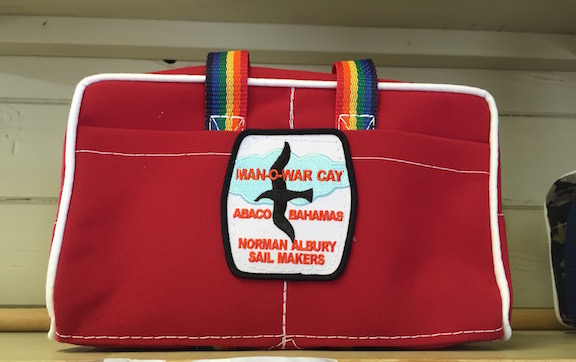 MAN-O-WAR CAY
ABACO BAHAMAS
NORMAN ALBURY
SAIL MAKERS